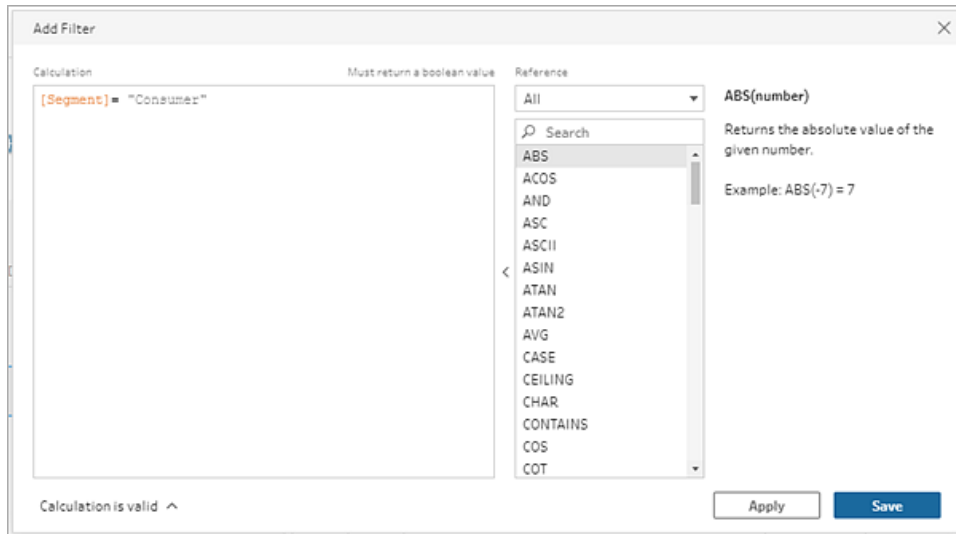 Add Filter
Calculation
Must return a boolean value
Reference
[Segment]= "Consumer"
All
Search
ABS
ACOS
AND
ASC
ASCII
ASIN
ATAN
ATAN2
AVG
CASE
CEILING
CHAR
CONTAINS
COS
COT
ABS(number)
Returns the absolute value of the
given number.
Example: ABS(-7) = 7
Calculation is valid
Apply
Save